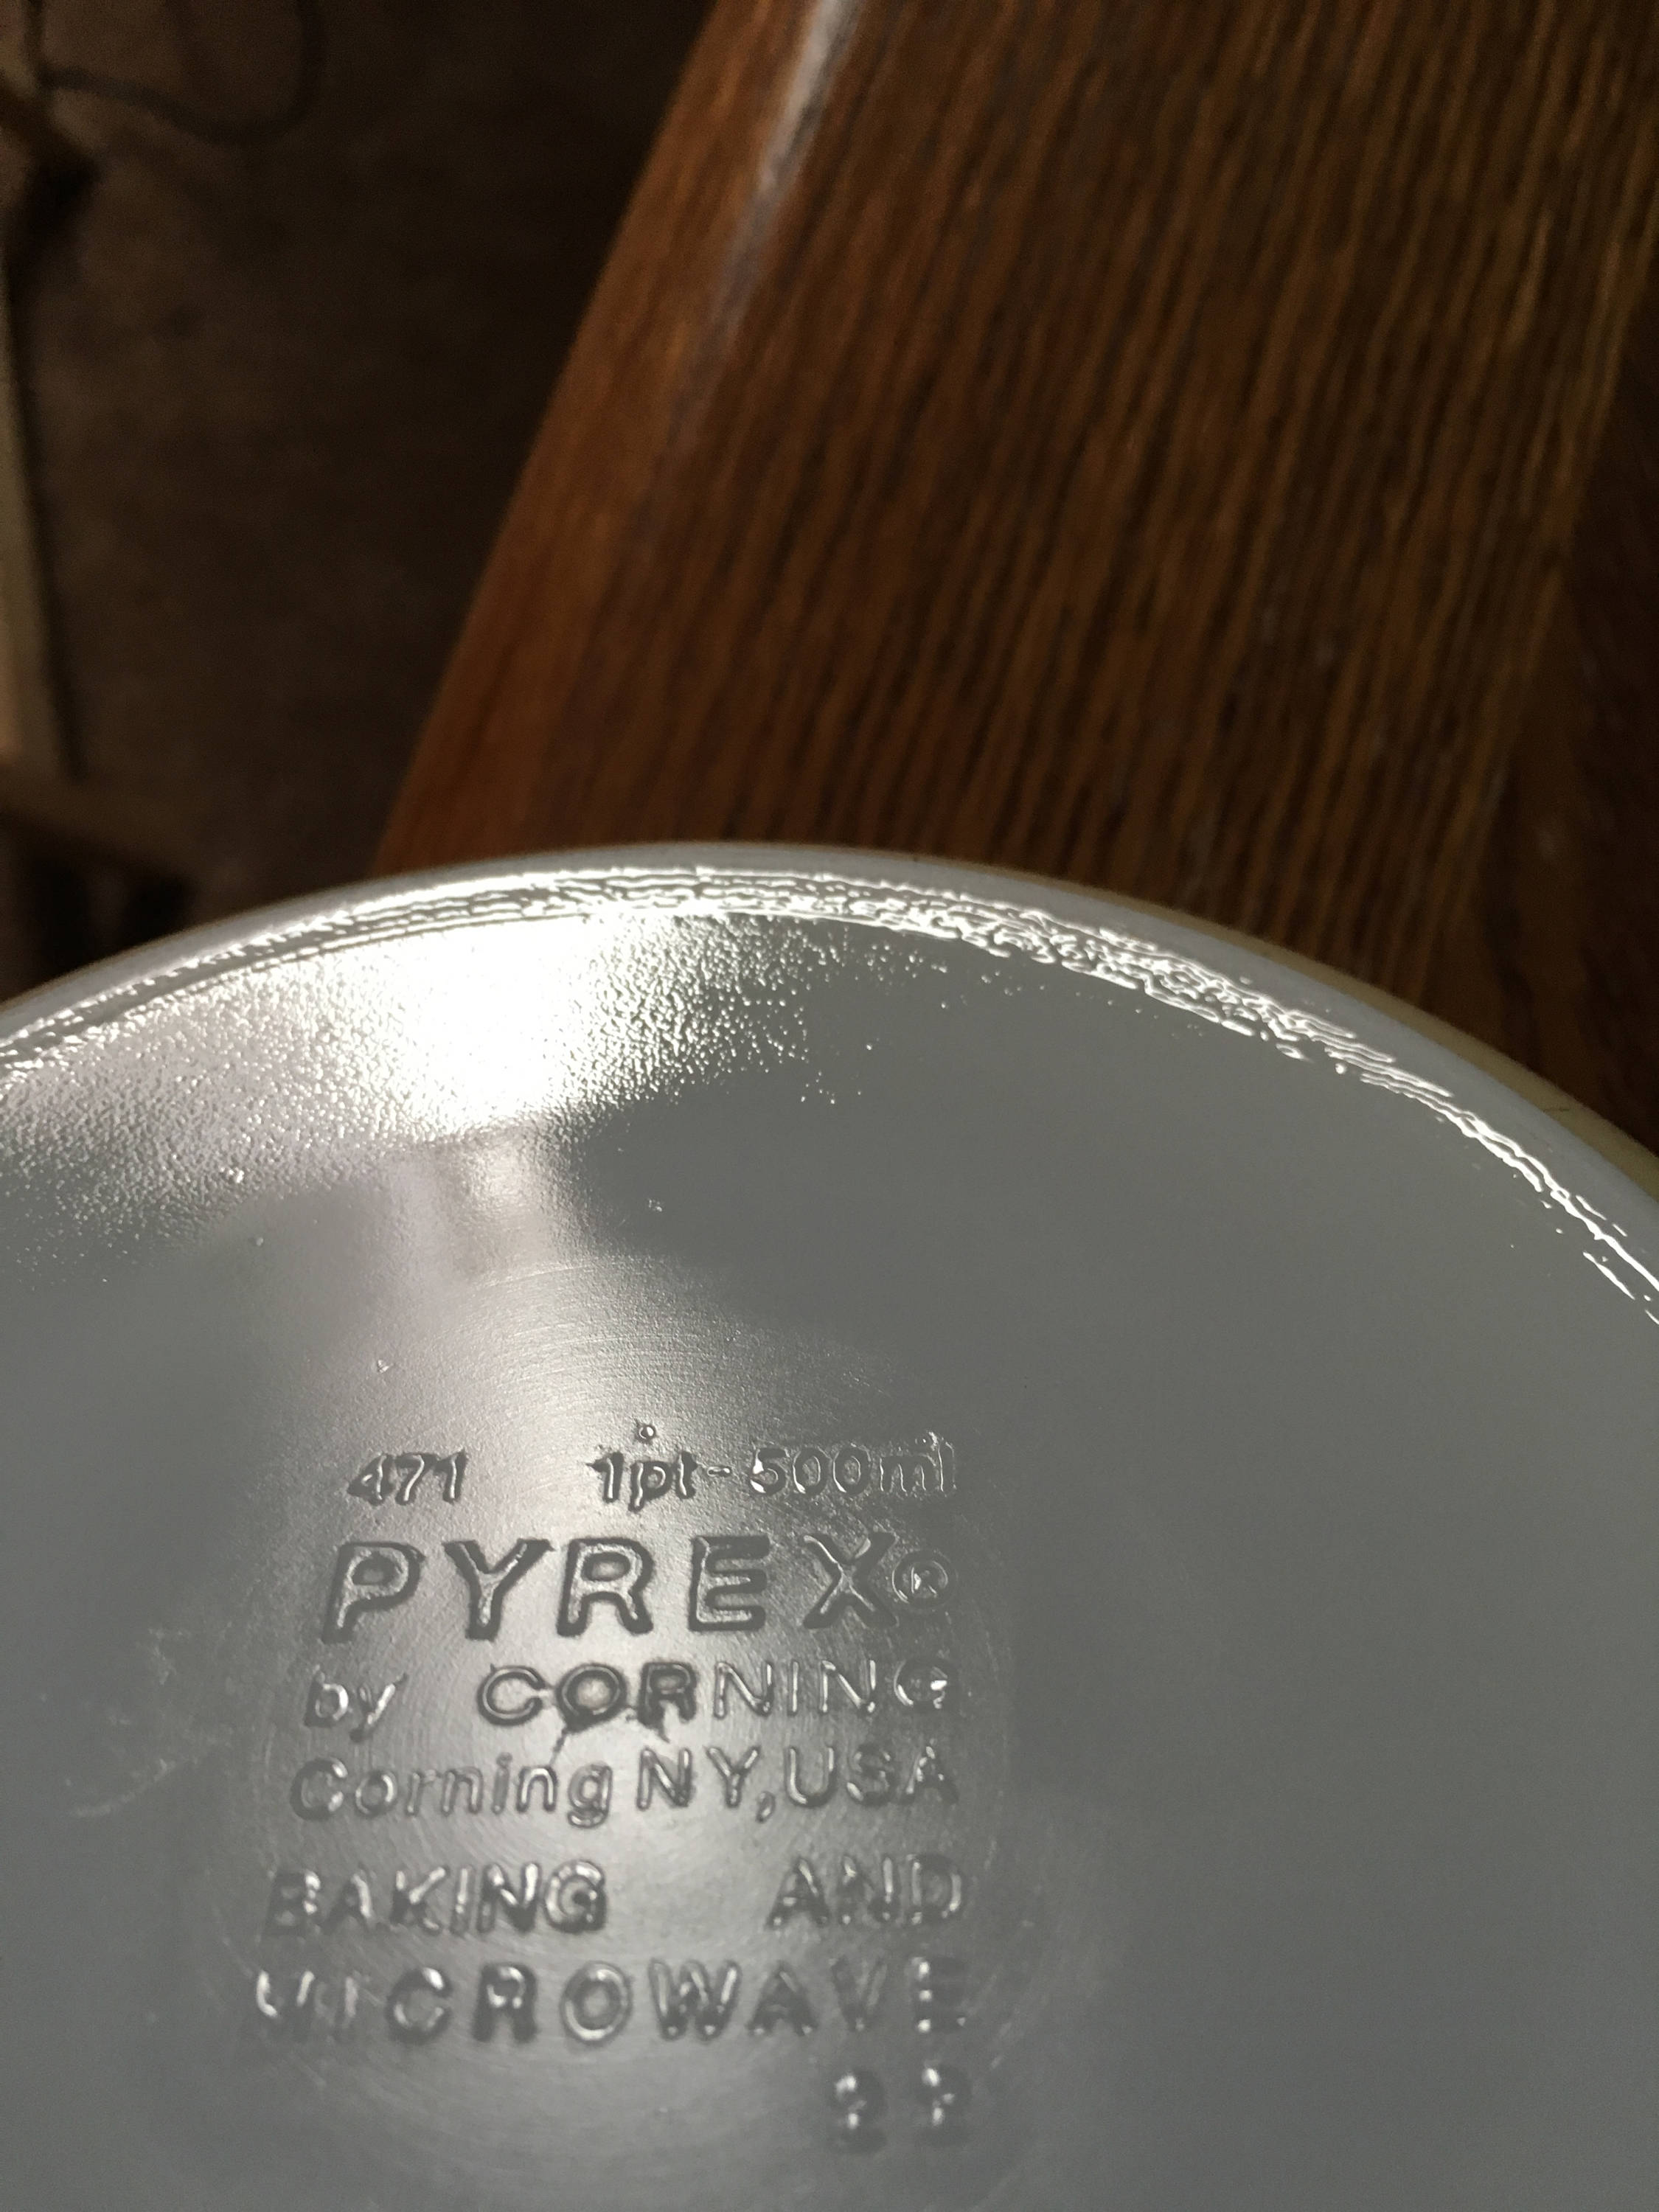 471 1pt-500ml
PYREX®
by CORNING
Corning NY, USA
BAKING AND
MICROWAVE